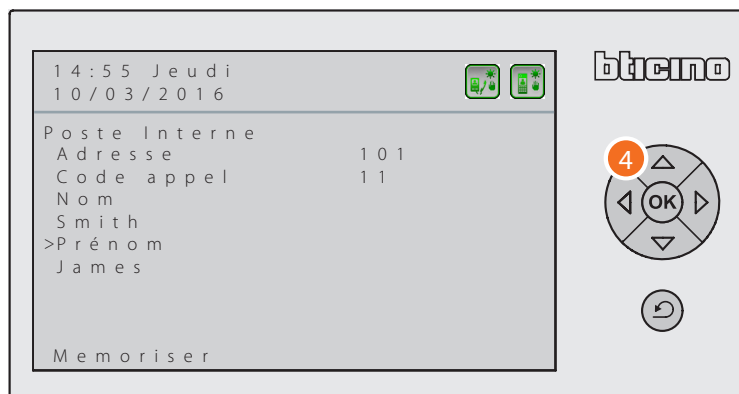 14:55 Jeudi
10/03/2016
bticino
Poste Interne
Adresse 101
Code appel 11
Nom
Smith
>Prénom
James
Memoriser
4
OK